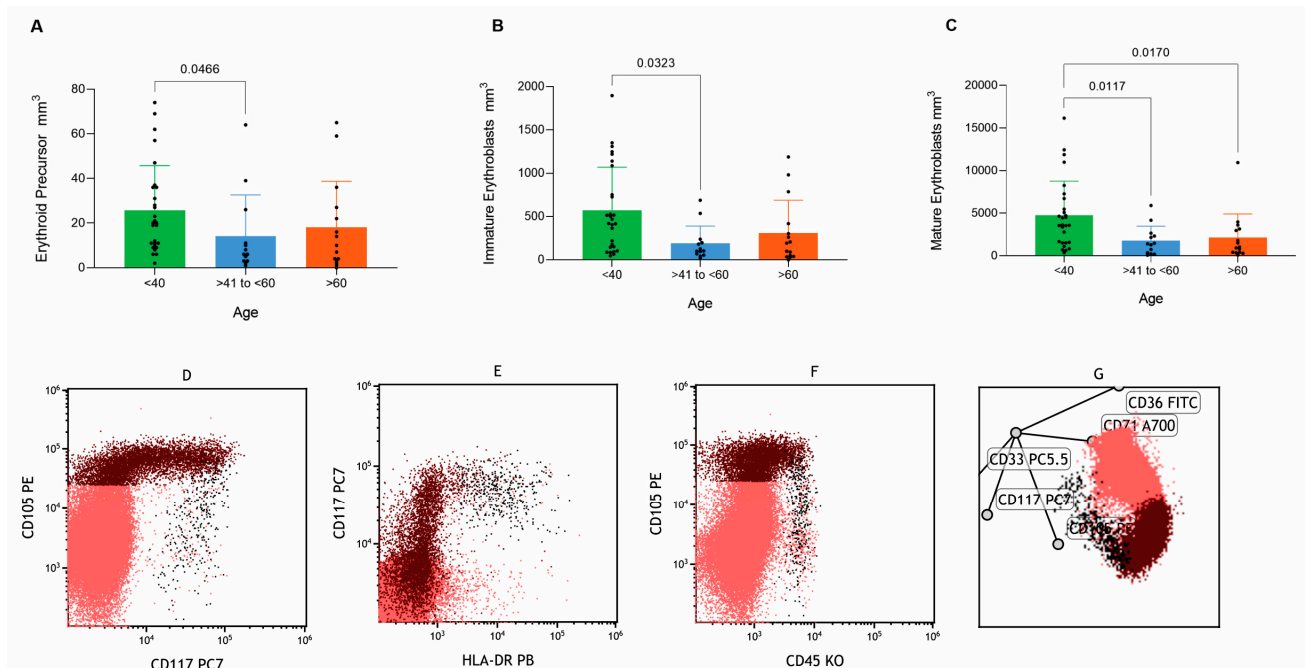 A
B
C
0.0466
0.0323
0.0170
0.0117
Erythroid Precursor mm³
80
60
40
20
0
<40
>41 to <60
>60
Age
Immature Erythroblasts mm³
2000
1500
1000
500
0
<40
>41 to <60
>60
Age
Mature Erythroblasts mm³
20000
15000
10000
5000
0
<40
>41 to <60
>60
Age
D
CD105 PE
10⁶
10⁵
10⁴
10³
10⁴
10⁵
10⁶
CD117 PC7
E
CD117 PC7
10⁶
10⁵
10⁴
10³
10⁴
10⁵
10⁶
HLA-DR PB
F
CD105 PE
10⁶
10⁵
10⁴
10³
10³
10⁴
10⁵
10⁶
CD45 KO
G
CD36 FITC
CD71 A700
CD33 PC5.5
CD117 PC7